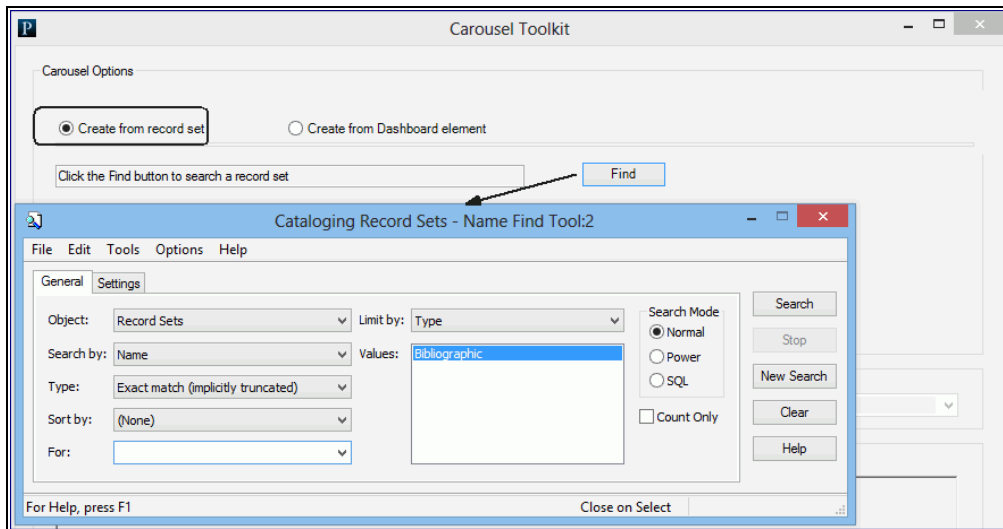 P
Carousel Toolkit
Carousel Options
Create from record set
Create from Dashboard element
Click the Find button to search a record set
Find
Cataloging Record Sets - Name Find Tool:2
File Edit Tools Options Help
General Settings
Object: Record Sets
Limit by: Type
Search by: Name
Values: Bibliographic
Type: Exact match (implicitly truncated)
Sort by: (None)
For:
Search Mode
Normal
Power
SQL
Count Only
Search
Stop
New Search
Clear
Help
For Help, press F1
Close on Select